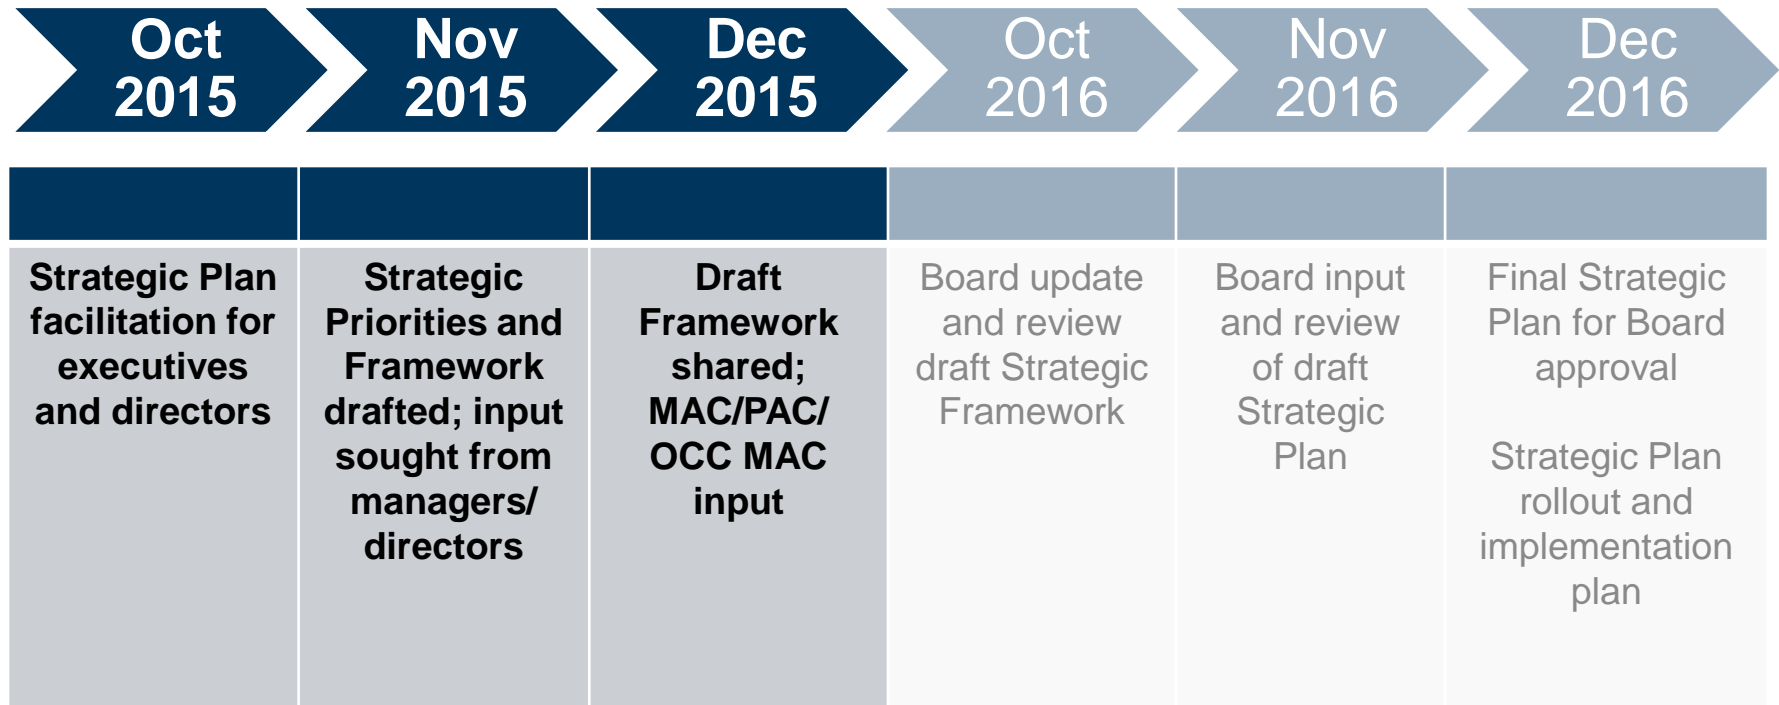 Oct
2015
Nov
2015
Dec
2015
Oct
2016
Nov
2016
Dec
2016
Strategic Plan
facilitation for
executives
and directors
Strategic
Priorities and
Framework
drafted; input
sought from
managers/
directors
Draft
Framework
shared;
MAC/PAC/
OCC MAC
input
Board update
and review
draft Strategic
Framework
Board input
and review
of draft
Strategic
Plan
Final Strategic
Plan for Board
approval
Strategic Plan
rollout and
implementation
plan